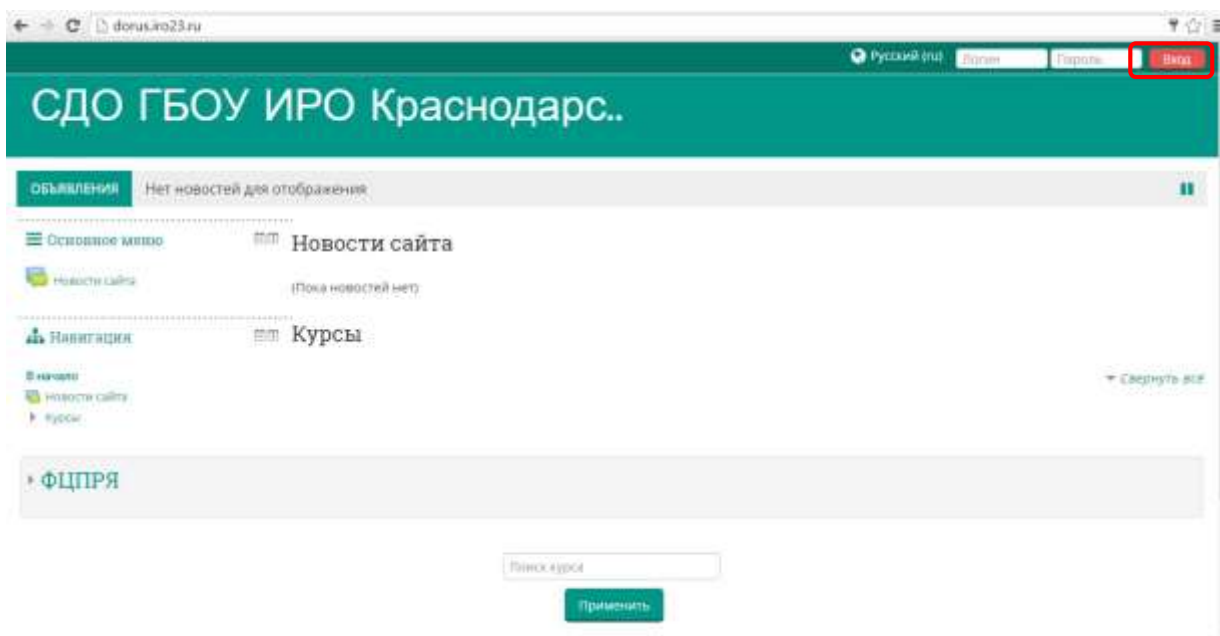 dorus.iro23.ru
Русский (ru) Логин Пароль Вход
СДО ГБОУ ИРО Краснодарс..
ОБЪЯВЛЕНИЯ Нет новостей для отображения
Основное меню
Новости сайта
Новости сайта
(Пока новостей нет)
Навигация
Курсы
В начало
Свернуть всё
Новости сайта
Курсы
ФЦПРЯ
Поиск курса
Применить